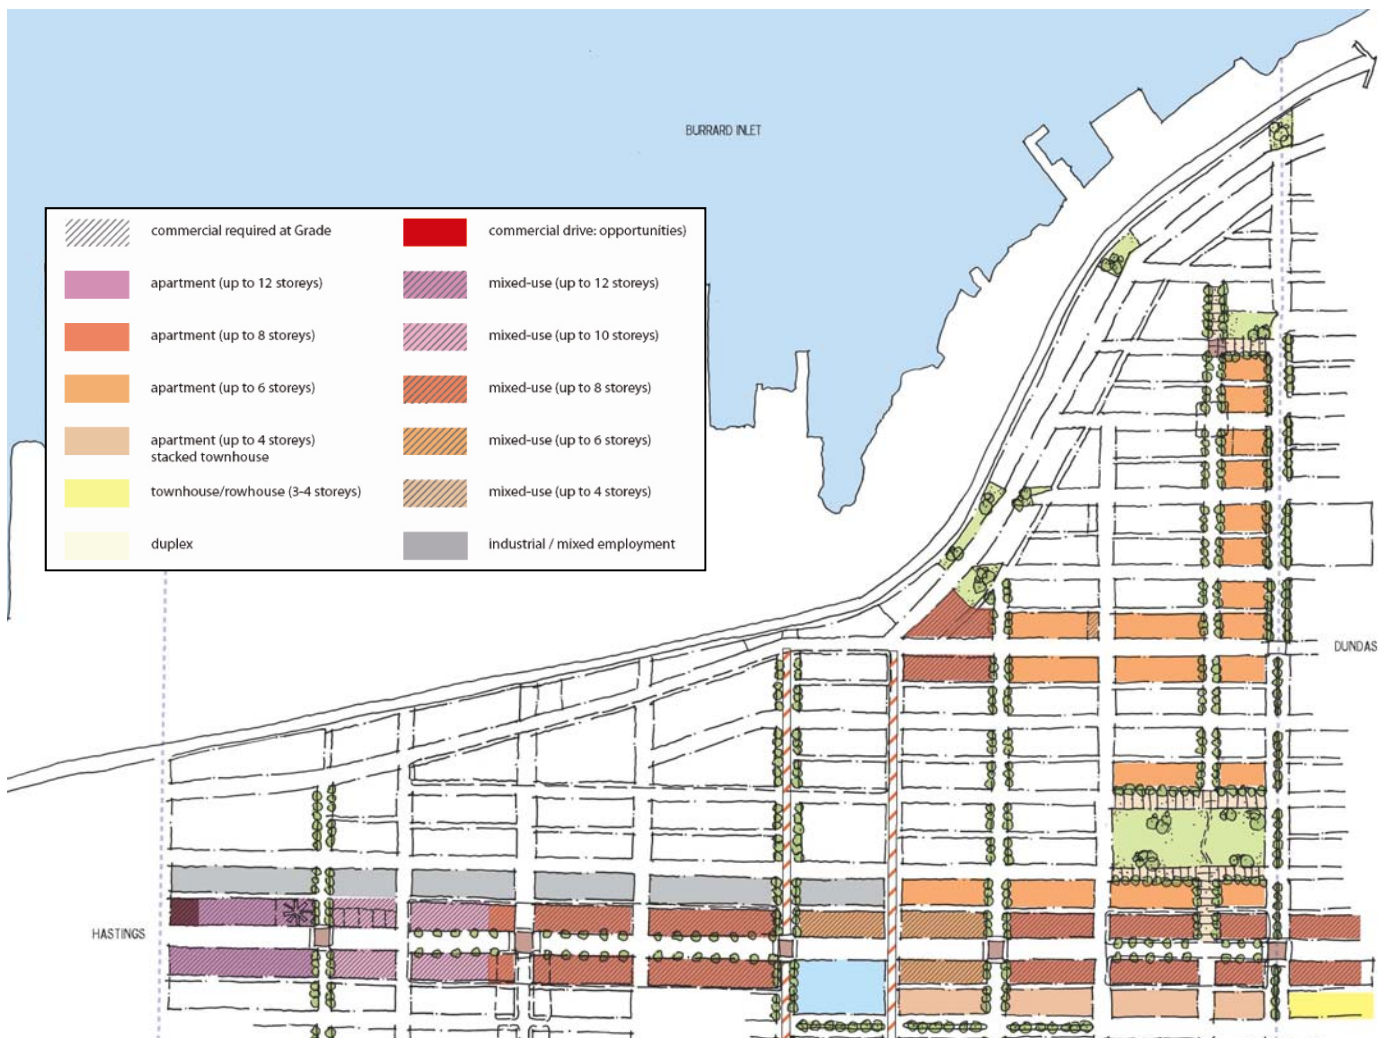 BURRARD INLET
commercial required at Grade
commercial drive: opportunities)
apartment (up to 12 storeys)
mixed-use (up to 12 storeys)
mixed-use (up to 10 storeys)
apartment (up to 8 storeys)
apartment (up to 6 storeys)
mixed-use (up to 8 storeys)
apartment (up to 4 storeys)
stacked townhouse
mixed-use (up to 6 storeys)
townhouse/rowhouse (3-4 storeys)
mixed-use (up to 4 storeys)
duplex
industrial / mixed employment
DUNDAS
HASTINGS